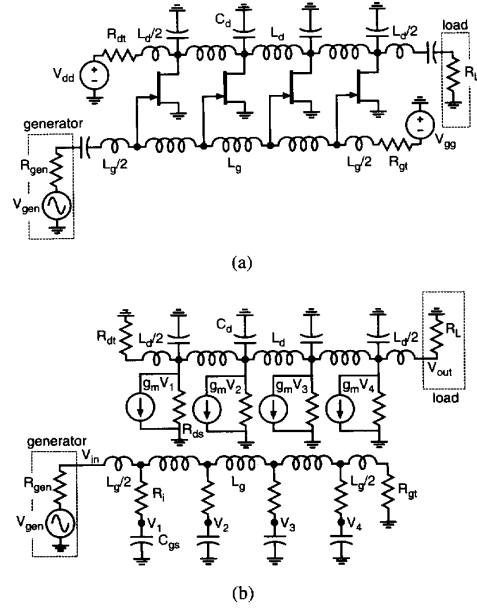 C_d
R_dt
L_d/2
L_d
L_d/2
load
R_L
V_dd
generator
R_gen
V_gen
L_g/2
L_g
L_g/2
R_gt
V_gg
(a)
C_d
R_dt
L_d/2
L_d
L_d/2
R_L
V_out
load
g_mV_1
g_mV_2
g_mV_3
g_mV_4
R_ds
generator
V_in
R_gen
V_gen
L_g/2
L_g
L_g/2
R_i
R_gt
V_1
V_2
V_3
V_4
C_gs
(b)